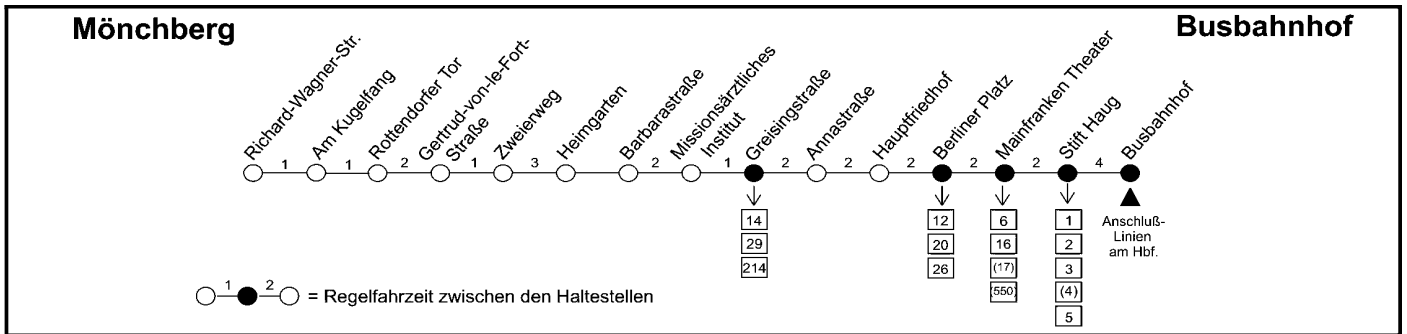 Mönchberg
Busbahnhof
Richard-Wagner-Str.
Am Kugelfang
Rottendorfer Tor
Gertrud-von-le-Fort-
Straße
Zweierweg
Heimgarten
Barbarastraße
Missionsärztliches
Institut
Greisingstraße
Annastraße
Hauptfriedhof
Berliner Platz
Mainfranken Theater
Stift Haug
Busbahnhof
1 1 2 1 3 2 1 2 2 2 2 2 4
14
29
214
12
20
26
6
16
(17)
(550)
1
2
3
(4)
5
Anschluß-
Linien
am Hbf.
1 2 = Regelfahrzeit zwischen den Haltestellen